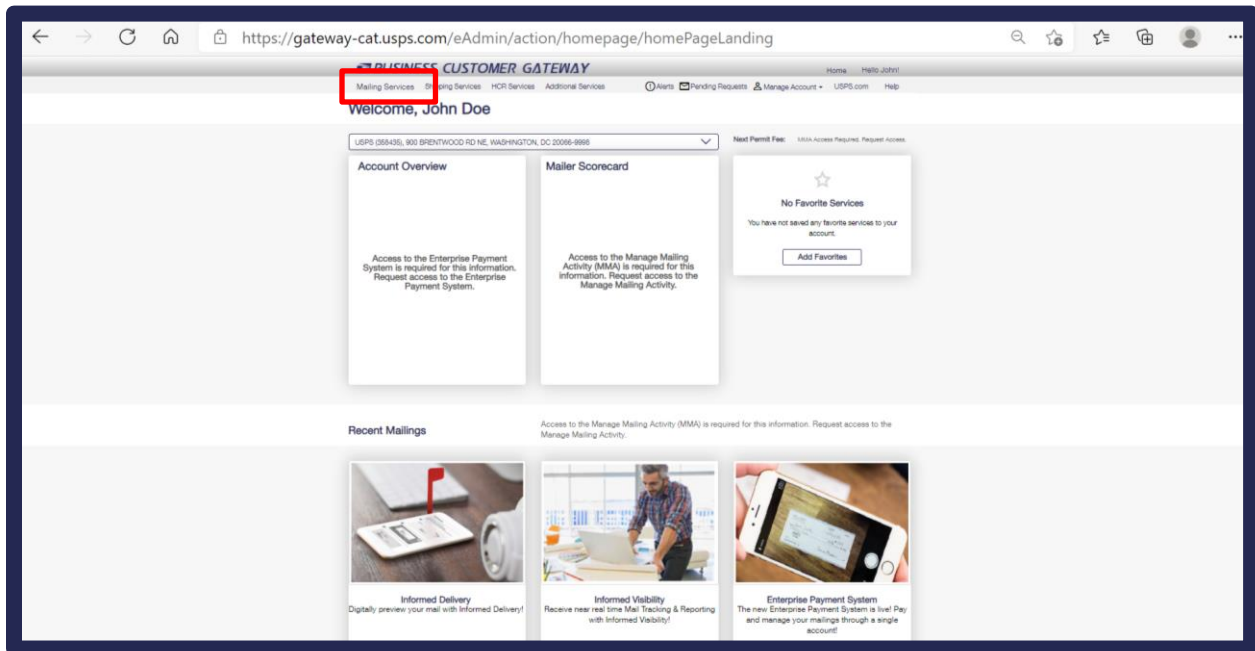 https://gateway-cat.usps.com/eAdmin/action/homepage/homePageLanding
BUSINESS CUSTOMER GATEWAY
Home Hello John!
Mailing Services Shipping Services HCR Services Additional Services Alerts Pending Requests Manage Account USPS.com Help
Welcome, John Doe
USPS (388435), 900 BRENTWOOD RD NE, WASHINGTON, DC 20066-9998
Next Permit Fee: MMA Access Required. Request Access.
Account Overview
Access to the Enterprise Payment
System is required for this information.
Request access to the Enterprise
Payment System.
Mailer Scorecard
Access to the Manage Mailing
Activity (MMA) is required for this
information. Request access to the
Manage Mailing Activity.
No Favorite Services
You have not saved any favorite services to your
account.
Add Favorites
Recent Mailings
Access to the Manage Mailing Activity (MMA) is required for this information. Request access to the
Manage Mailing Activity.
Informed Delivery
Digitally preview your mail with Informed Delivery!
Informed Visibility
Receive near real time Mail Tracking & Reporting
with Informed Visibility!
Enterprise Payment System
The new Enterprise Payment System is live! Pay
and manage your mailings through a single
account!